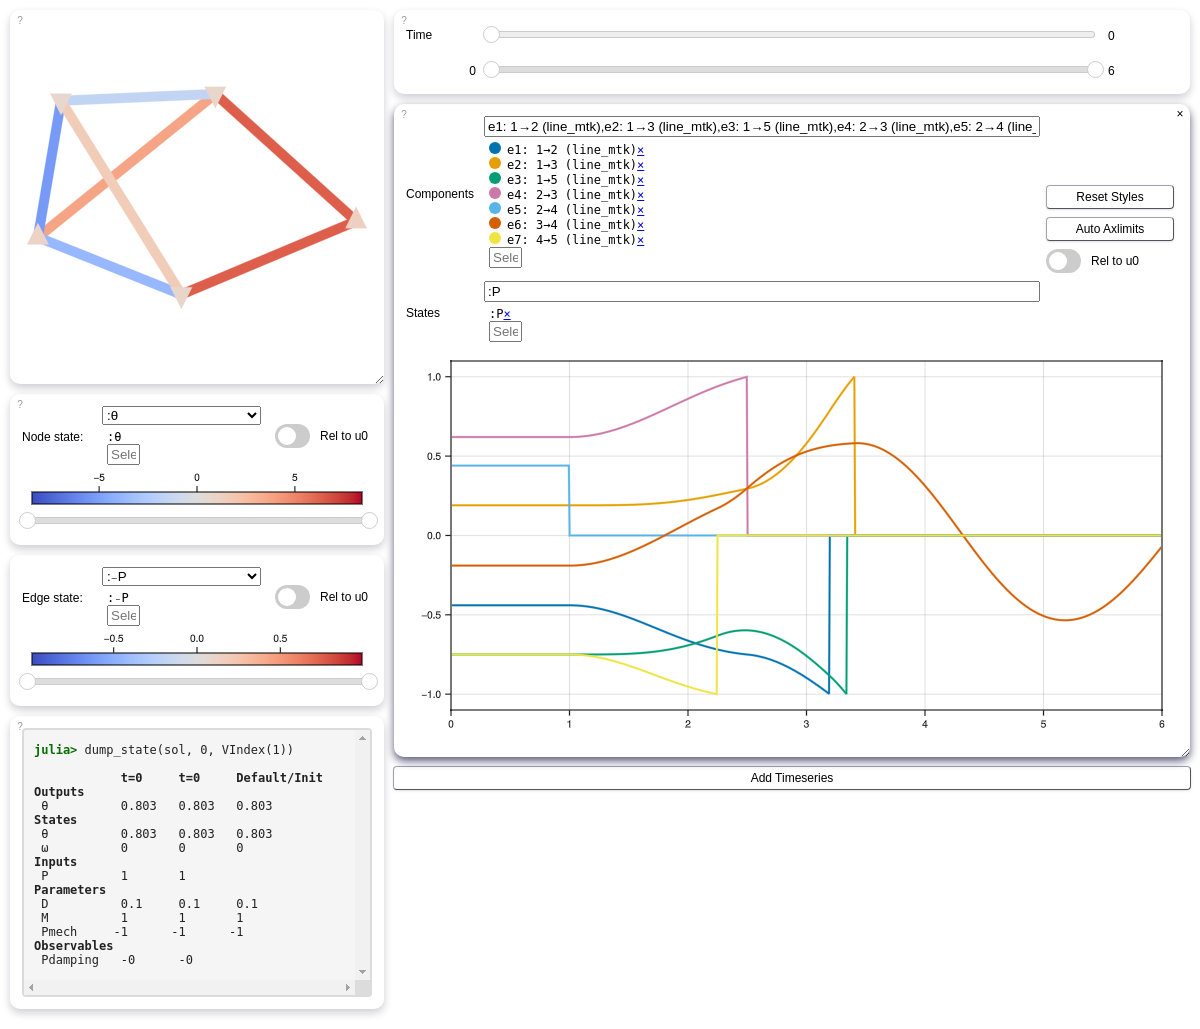 ?
?
Node state:
:θ
:θ
Sele
Rel to u0
−5
0
5
?
Edge state:
:₋P
:₋P
Sele
Rel to u0
−0.5
0.0
0.5
?
julia> dump_state(sol, 0, VIndex(1))
t=0 t=0 Default/Init
Outputs
θ 0.803 0.803 0.803
States
θ 0.803 0.803 0.803
ω 0 0 0
Inputs
P 1 1
Parameters
D 0.1 0.1 0.1
M 1 1 1
Pmech -1 -1 -1
Observables
Pdamping -0 -0
?
Time
0
0
6
?
×
e1: 1→2 (line_mtk),e2: 1→3 (line_mtk),e3: 1→5 (line_mtk),e4: 2→3 (line_mtk),e5: 2→4 (line_
Components
e1: 1→2 (line_mtk)×
e2: 1→3 (line_mtk)×
e3: 1→5 (line_mtk)×
e4: 2→3 (line_mtk)×
e5: 2→4 (line_mtk)×
e6: 3→4 (line_mtk)×
e7: 4→5 (line_mtk)×
Sele
Reset Styles
Auto Axlimits
Rel to u0
:P
States
:P×
Sele
1.0
0.5
0.0
−0.5
−1.0
0 1 2 3 4 5 6
Add Timeseries